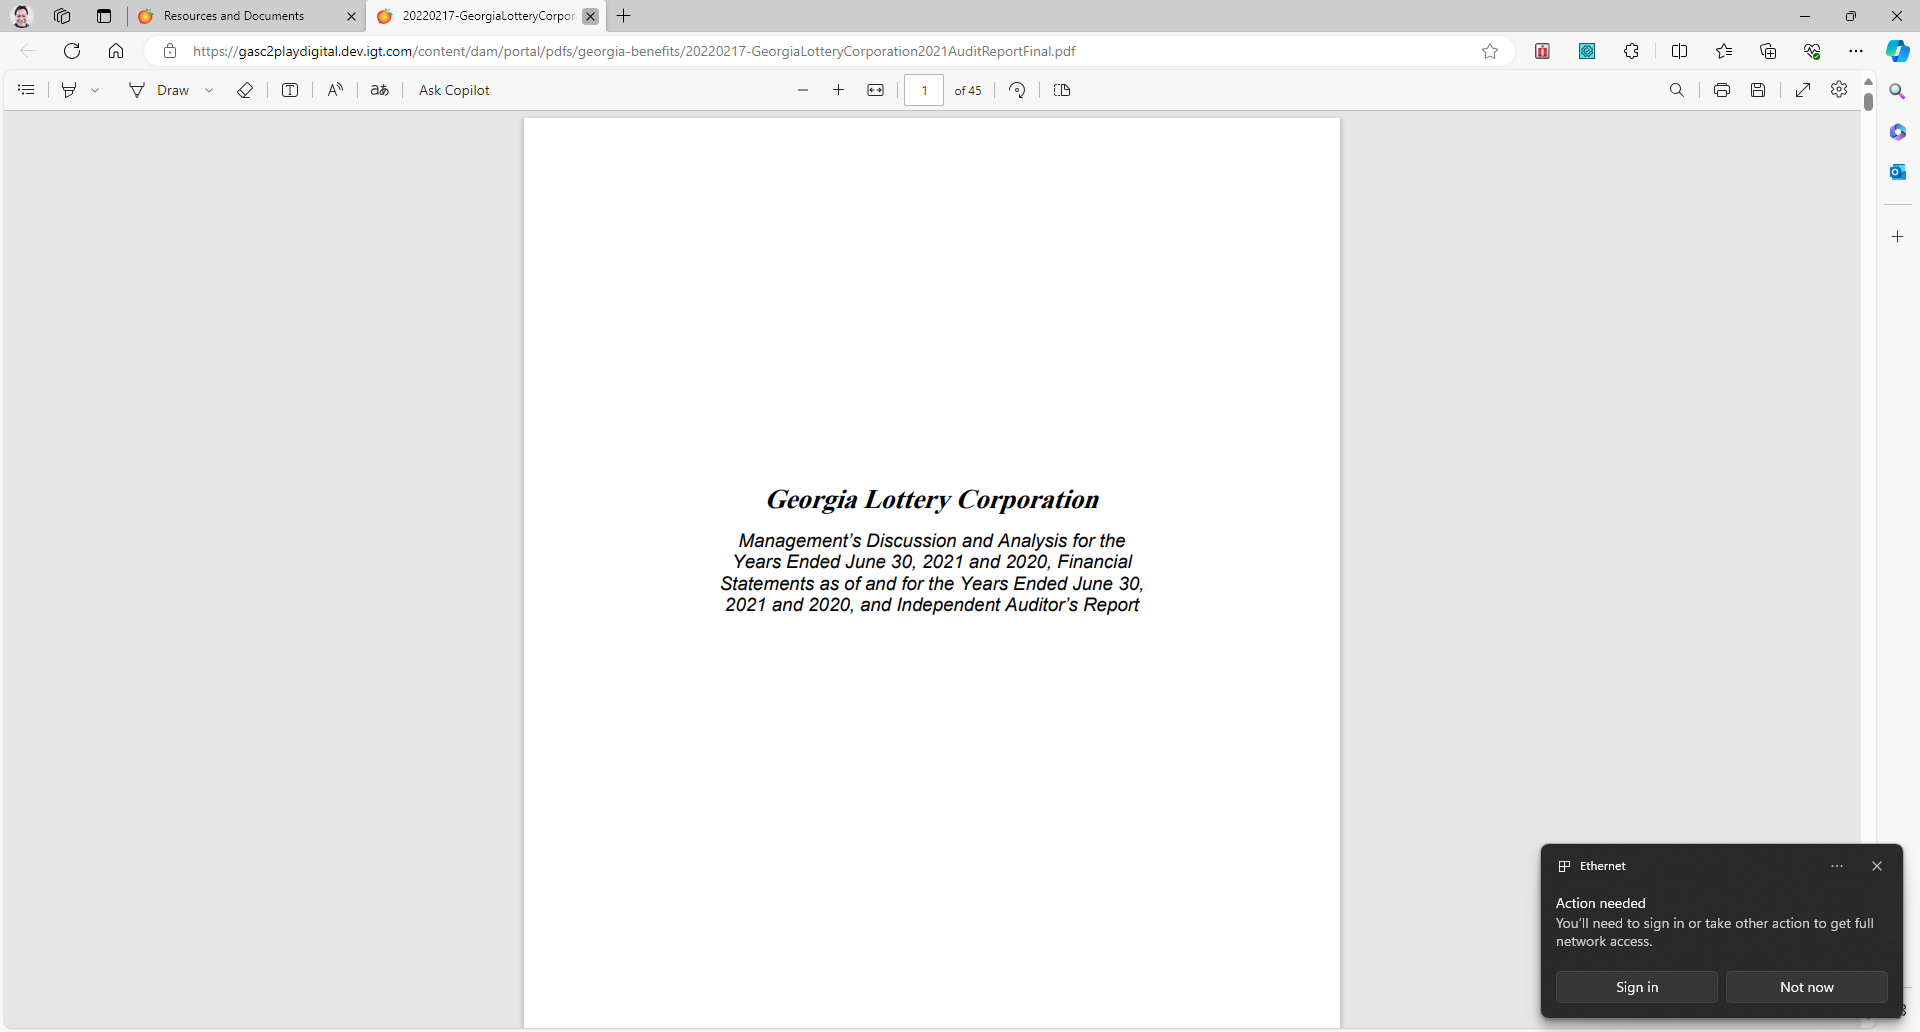 Resources and Documents
20220217-GeorgiaLotteryCorpor
https://gasc2playdigital.dev.igt.com/content/dam/portal/pdfs/georgia-benefits/20220217-GeorgiaLotteryCorporation2021AuditReportFinal.pdf
Draw
aあ
Ask Copilot
1 of 45
Georgia Lottery Corporation
Management's Discussion and Analysis for the
Years Ended June 30, 2021 and 2020, Financial
Statements as of and for the Years Ended June 30,
2021 and 2020, and Independent Auditor's Report
Ethernet
Action needed
You'll need to sign in or take other action to get full
network access.
Sign in
Not now